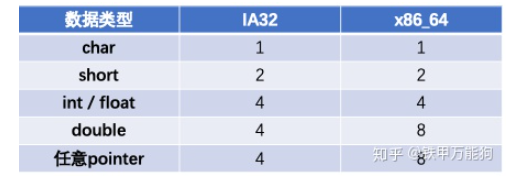 数据类型 IA32 x86_64
char 1 1
short 2 2
int / float 4 4
double 4 8
任意pointer 4 8
知乎 @铁甲万能狗